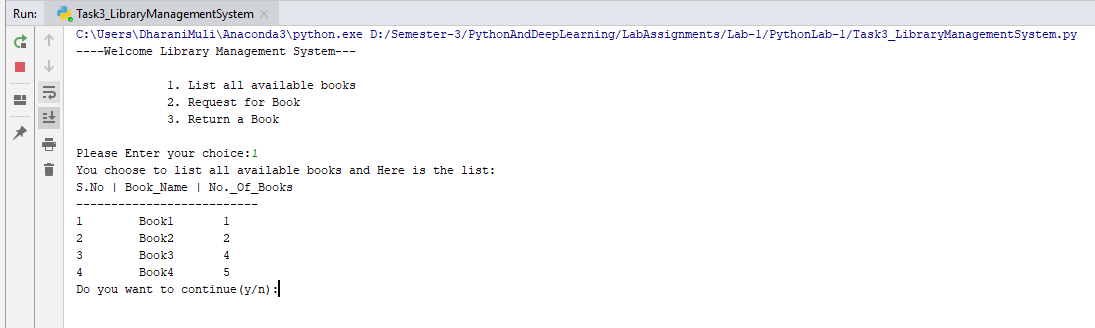 Run: Task3_LibraryManagementSystem
C:\Users\DharaniMuli\Anaconda3\python.exe D:/Semester-3/PythonAndDeepLearning/LabAssignments/Lab-1/PythonLab-1/Task3_LibraryManagementSystem.py
----Welcome Library Management System---
1. List all available books
2. Request for Book
3. Return a Book
Please Enter your choice:1
You choose to list all available books and Here is the list:
S.No | Book_Name | No._Of_Books
--------------------------
1 Book1 1
2 Book2 2
3 Book3 4
4 Book4 5
Do you want to continue(y/n):